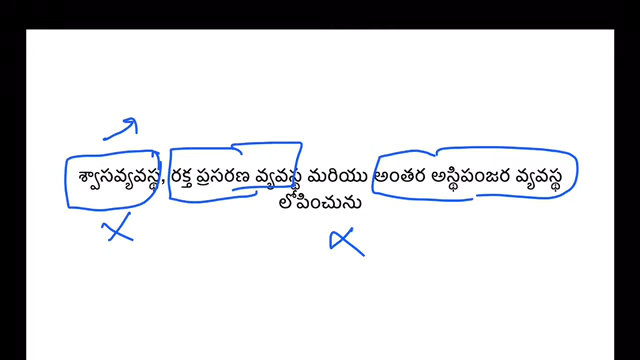 శ్వాసవ్యవస్థ, రక్త ప్రసరణ వ్యవస్థ మరియు అంతర అస్థిపంజర వ్యవస్థ
లోపించును